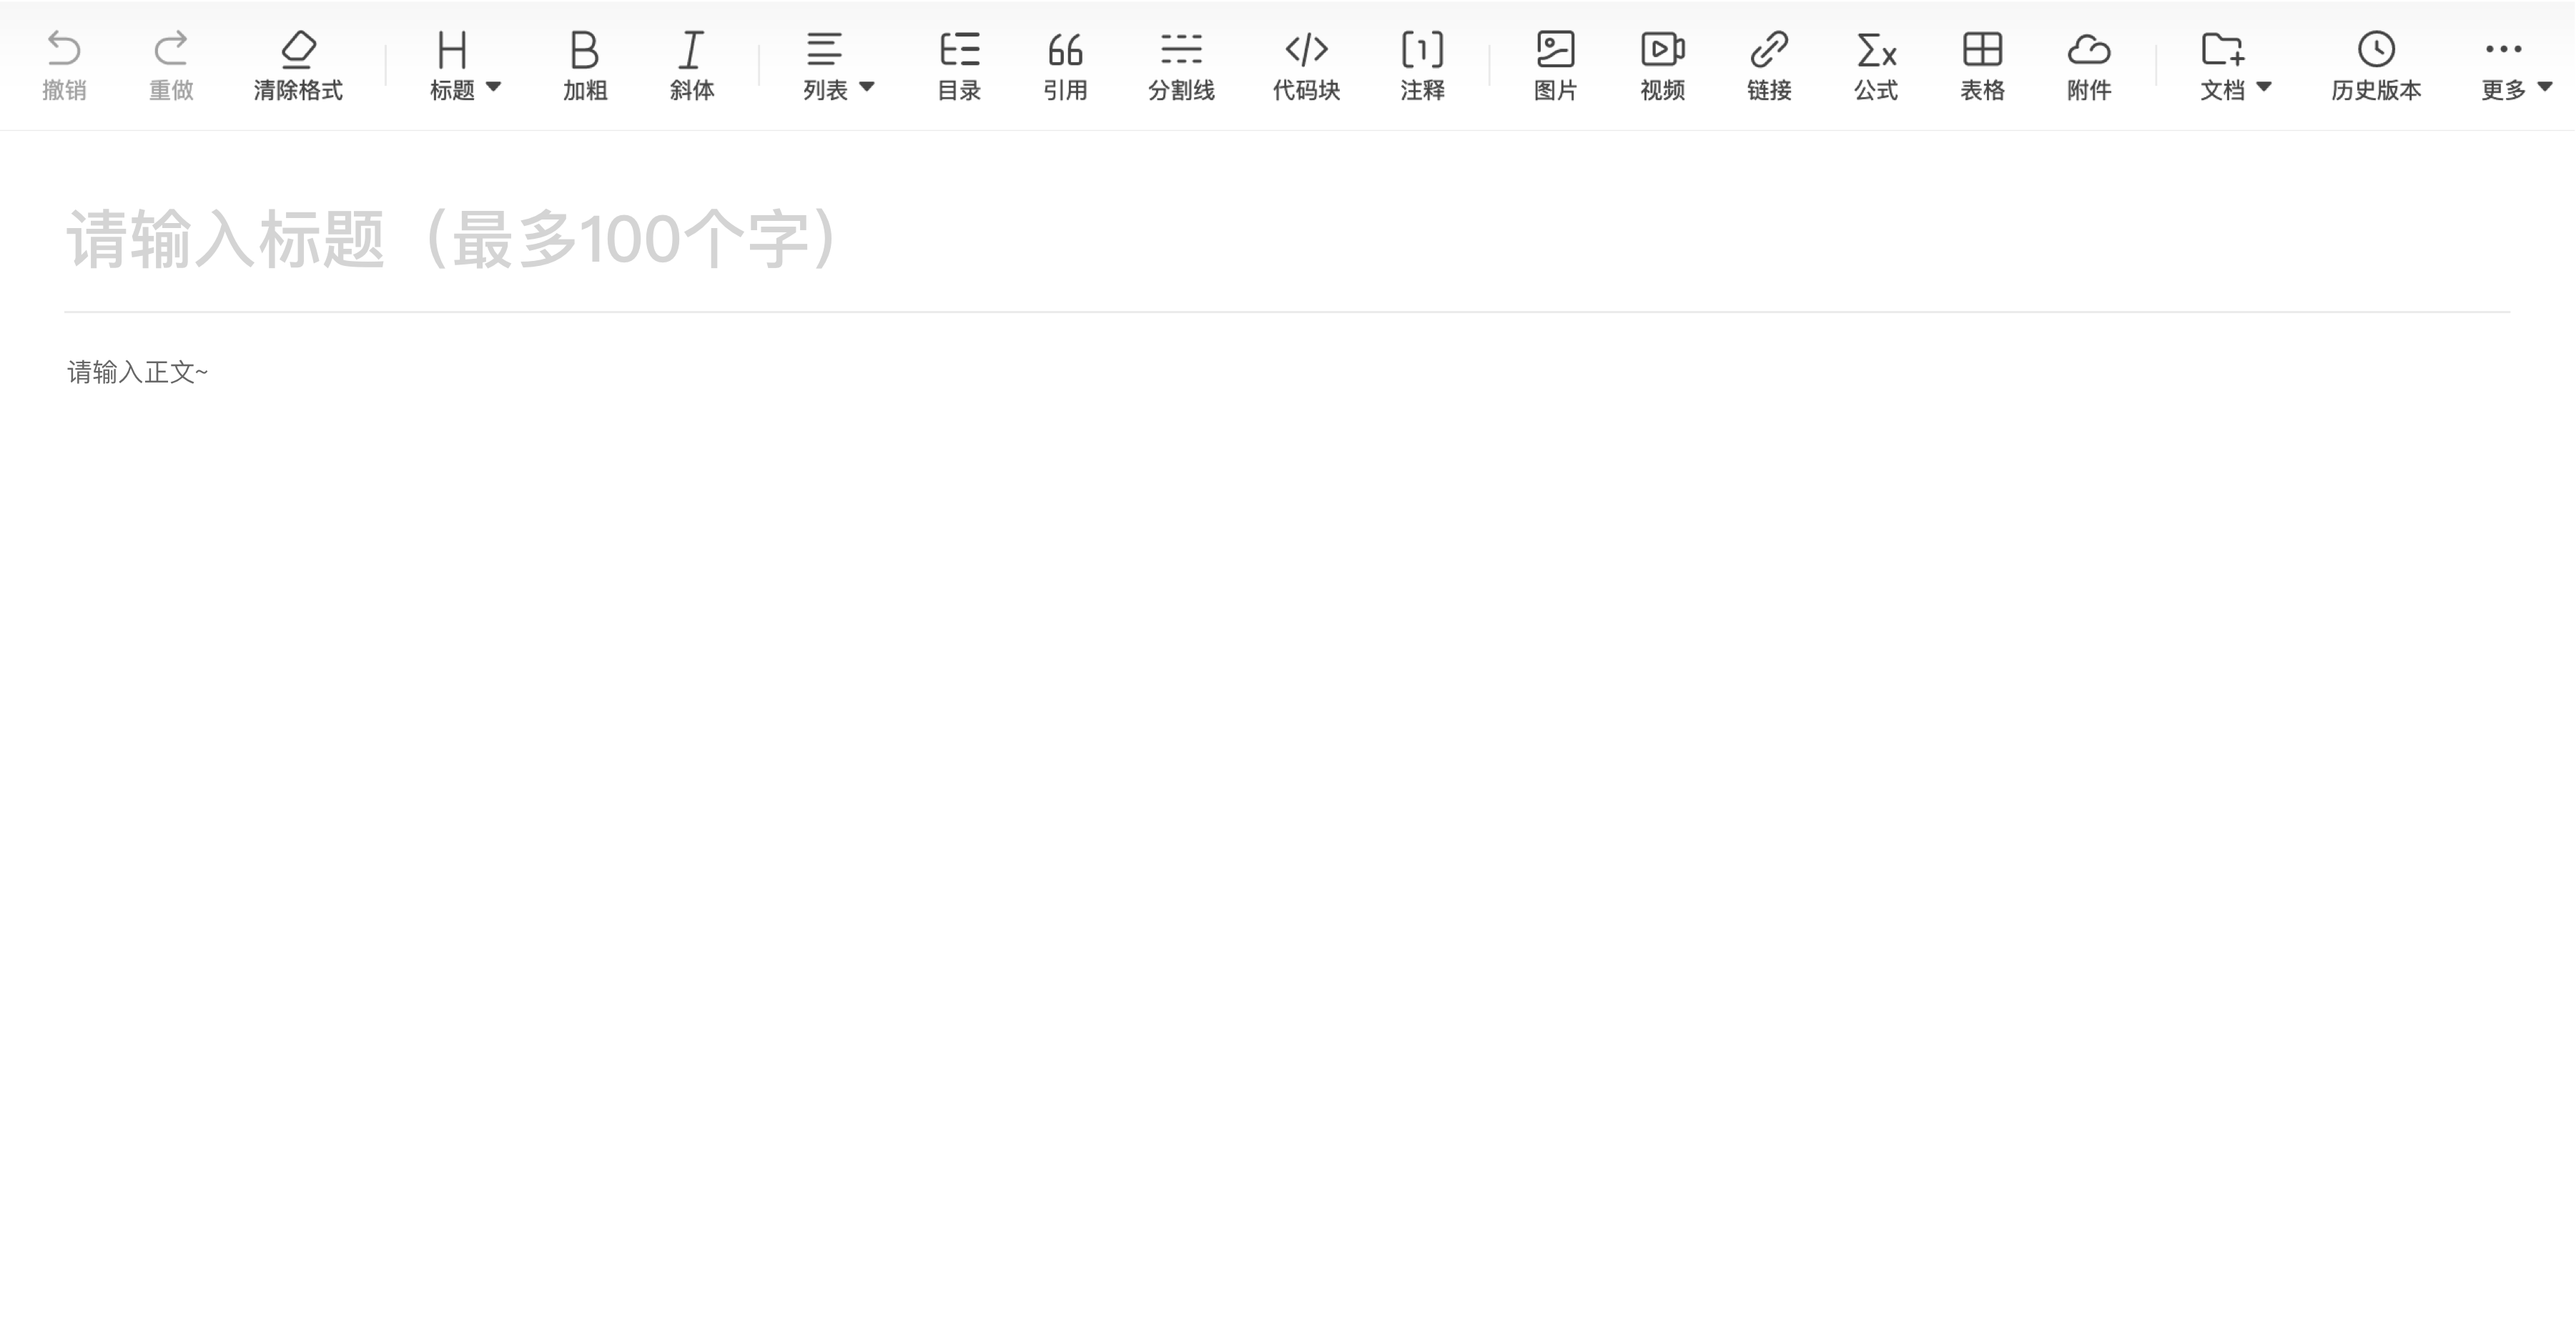 撤销 重做 清除格式 标题 加粗 斜体 列表 目录 引用 分割线 代码块 注释 图片 视频 链接 公式 表格 附件 文档 历史版本 更多
请输入标题（最多100个字）
请输入正文~